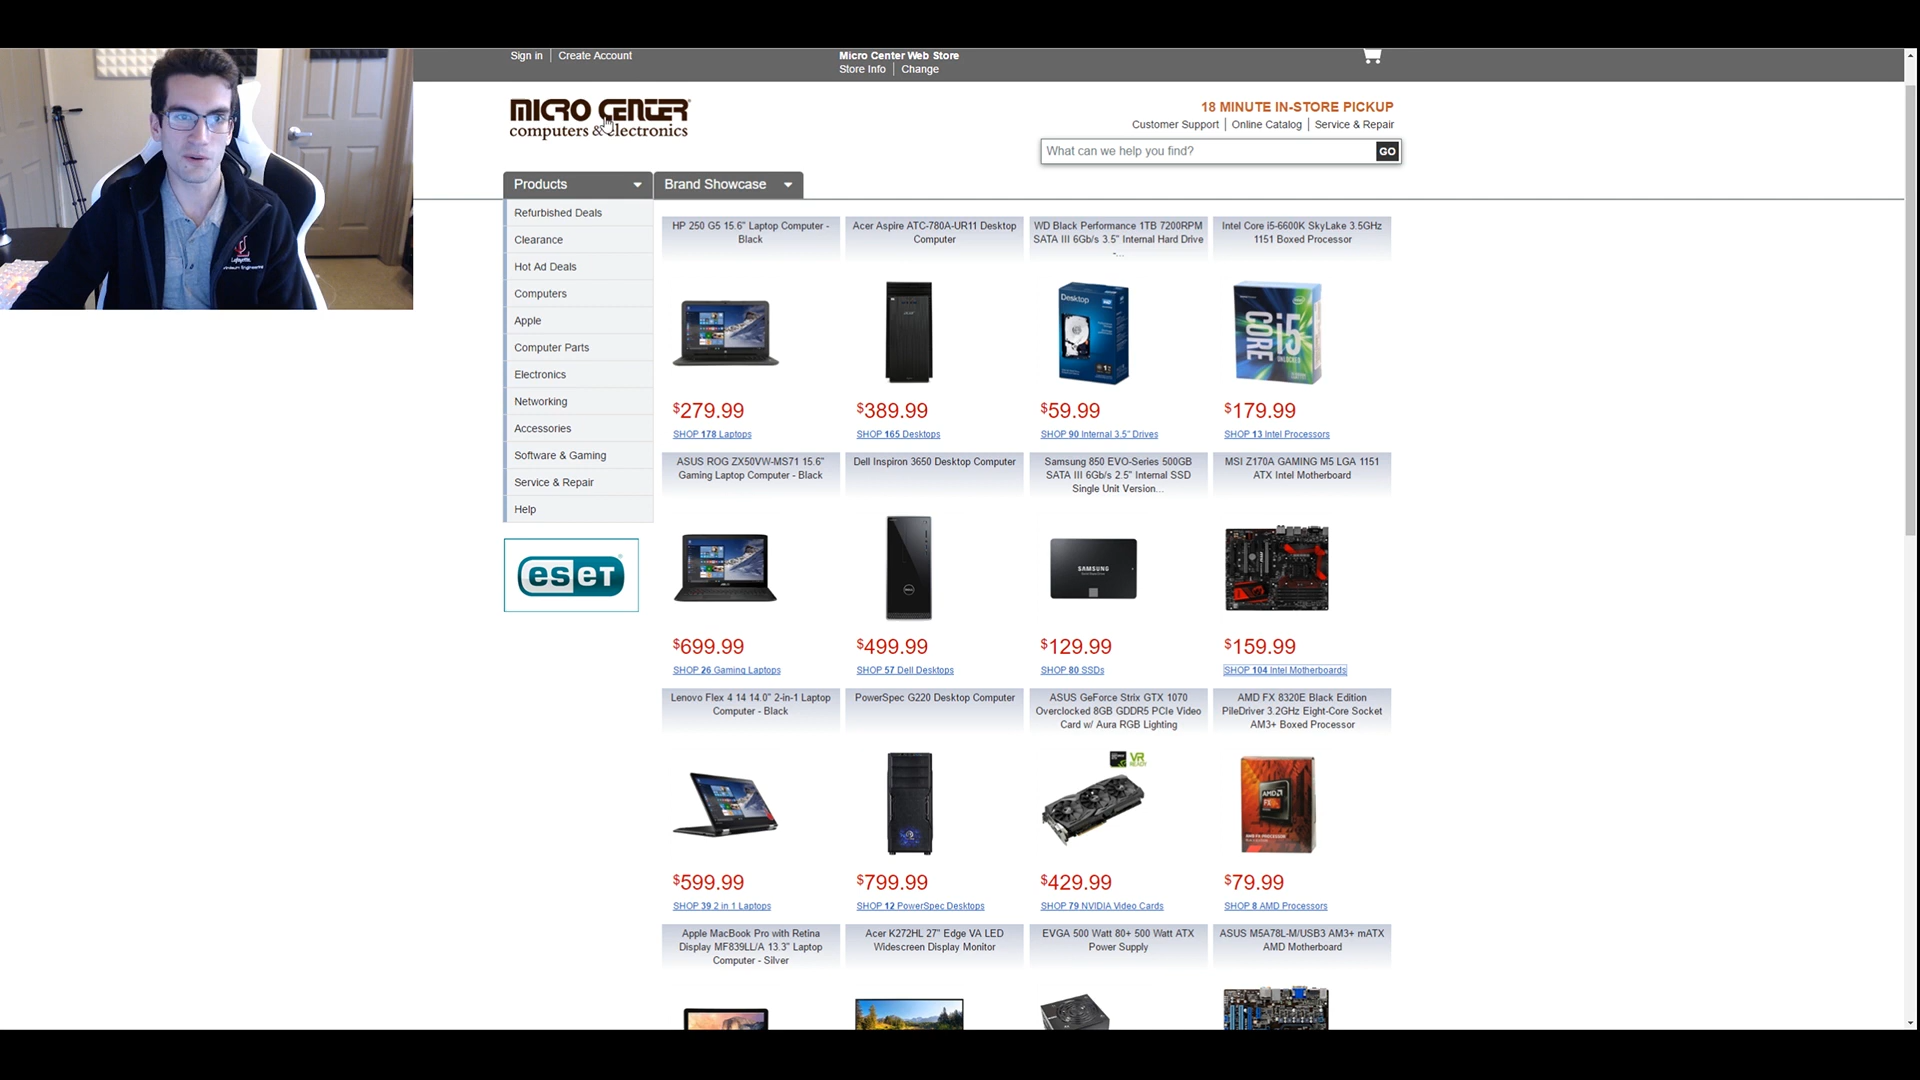 Sign in | Create Account
Micro Center Web Store
Store Info | Change
MICRO CENTER
computers & electronics
18 MINUTE IN-STORE PICKUP
Customer Support | Online Catalog | Service & Repair
What can we help you find?
GO
Products
Brand Showcase
Refurbished Deals
Clearance
Hot Ad Deals
Computers
Apple
Computer Parts
Electronics
Networking
Accessories
Software & Gaming
Service & Repair
Help
eseT
HP 250 G5 15.6" Laptop Computer -
Black
$279.99
SHOP 178 Laptops
Acer Aspire ATC-780A-UR11 Desktop
Computer
$389.99
SHOP 165 Desktops
WD Black Performance 1TB 7200RPM
SATA III 6Gb/s 3.5" Internal Hard Drive
-...
Desktop
$59.99
SHOP 90 Internal 3.5" Drives
Intel Core i5-6600K SkyLake 3.5GHz
1151 Boxed Processor
CORE i5
UNLOCKED
$179.99
SHOP 13 Intel Processors
ASUS ROG ZX50VW-MS71 15.6"
Gaming Laptop Computer - Black
$699.99
SHOP 26 Gaming Laptops
Dell Inspiron 3650 Desktop Computer
$499.99
SHOP 57 Dell Desktops
Samsung 850 EVO-Series 500GB
SATA III 6Gb/s 2.5" Internal SSD
Single Unit Version...
SAMSUNG
$129.99
SHOP 80 SSDs
MSI Z170A GAMING M5 LGA 1151
ATX Intel Motherboard
$159.99
SHOP 104 Intel Motherboards
Lenovo Flex 4 14 14.0" 2-in-1 Laptop
Computer - Black
$599.99
SHOP 39 2 in 1 Laptops
PowerSpec G220 Desktop Computer
$799.99
SHOP 12 PowerSpec Desktops
ASUS GeForce Strix GTX 1070
Overclocked 8GB GDDR5 PCIe Video
Card w/ Aura RGB Lighting
VR
READY
$429.99
SHOP 79 NVIDIA Video Cards
AMD FX 8320E Black Edition
PileDriver 3.2GHz Eight-Core Socket
AM3+ Boxed Processor
AMD
FX
$79.99
SHOP 8 AMD Processors
Apple MacBook Pro with Retina
Display MF839LL/A 13.3" Laptop
Computer - Silver
Acer K272HL 27" Edge VA LED
Widescreen Display Monitor
EVGA 500 Watt 80+ 500 Watt ATX
Power Supply
ASUS M5A78L-M/USB3 AM3+ mATX
AMD Motherboard